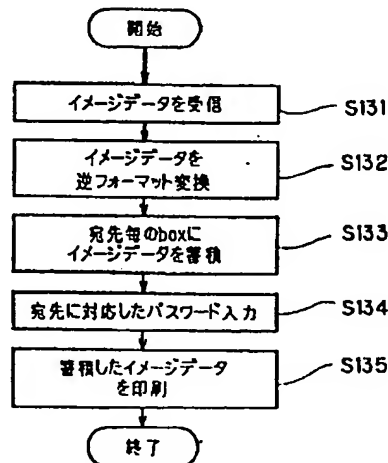 開始
イメージデータを受信
S131
イメージデータを
逆フォーマット変換
S132
宛先毎のboxに
イメージデータを蓄積
S133
宛先に対応したパスワード入力
S134
蓄積したイメージデータ
を印刷
S135
終了